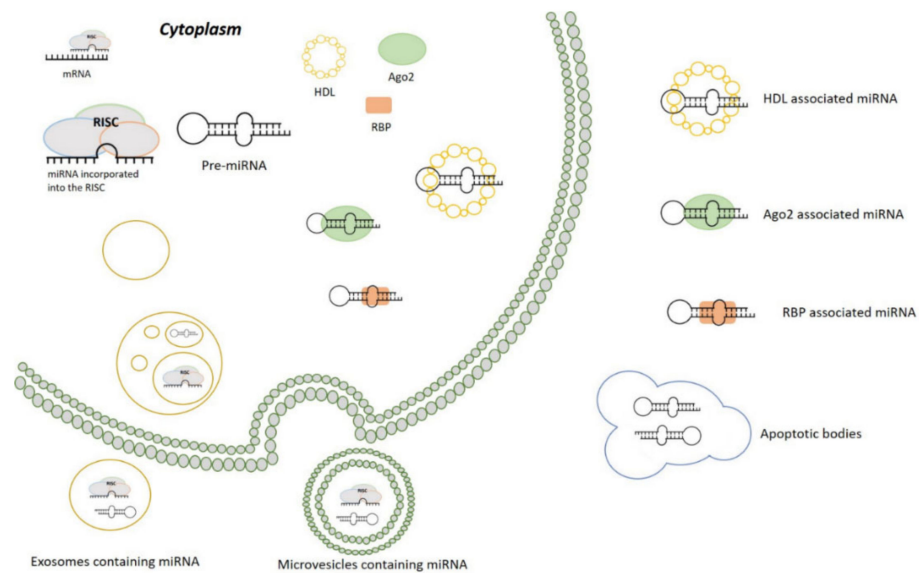 Cytoplasm
RISC
mRNA
HDL
Ago2
RBP
RISC
miRNA incorporated
into the RISC
Pre-miRNA
HDL associated miRNA
Ago2 associated miRNA
RBP associated miRNA
Apoptotic bodies
RISC
RISC
RISC
Exosomes containing miRNA
Microvesicles containing miRNA